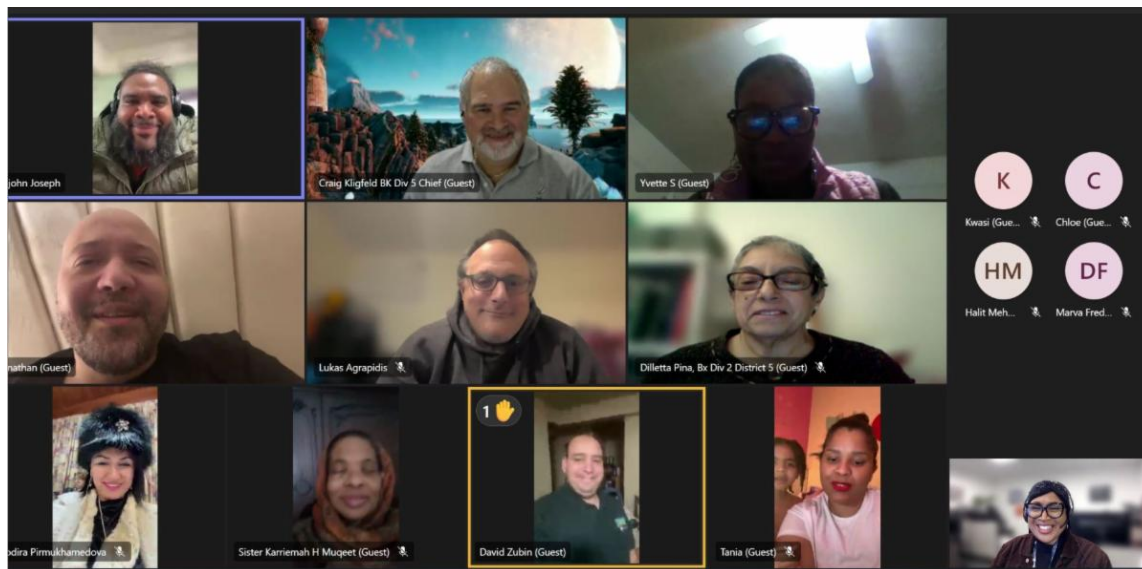 john Joseph
Craig Kligfeld BK Div 5 Chief (Guest)
Yvette S (Guest)
K
C
Kwasi (Gue...
Chloe (Gue...
HM
DF
Halit Meh...
Marva Fred...
nathan (Guest)
Lukas Agrapidis
Dilletta Pina, Bx Div 2 District 5 (Guest)
1
odira Pirmukhamedova
Sister Karriemah H Muqeet (Guest)
David Zubin (Guest)
Tania (Guest)